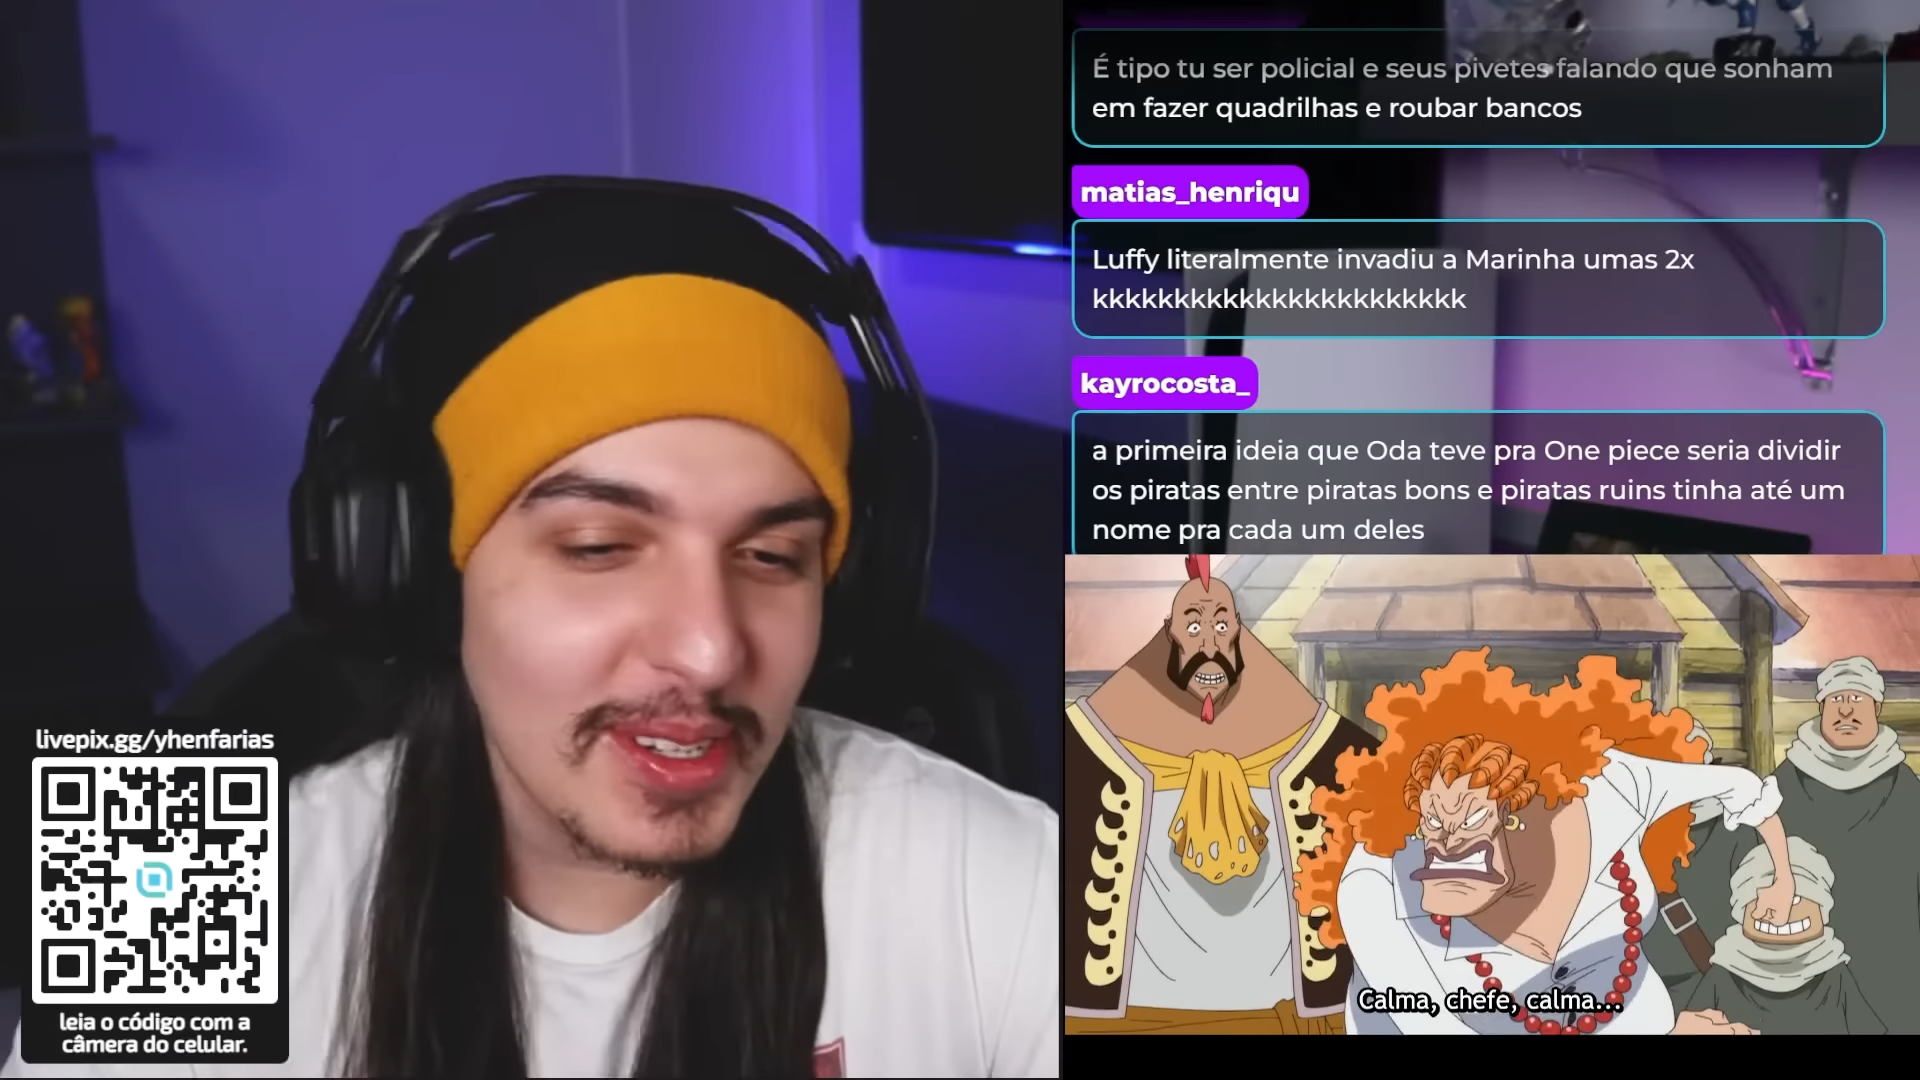 É tipo tu ser policial e seus pivetes falando que sonham
em fazer quadrilhas e roubar bancos
matias_henriqu
Luffy literalmente invadiu a Marinha umas 2x
kkkkkkkkkkkkkkkkkkkkkkk
kayrocosta_
a primeira ideia que Oda teve pra One piece seria dividir
os piratas entre piratas bons e piratas ruins tinha até um
nome pra cada um deles
livepix.gg/yhenfarias
leia o código com a
câmera do celular.
Calma, chefe, calma...